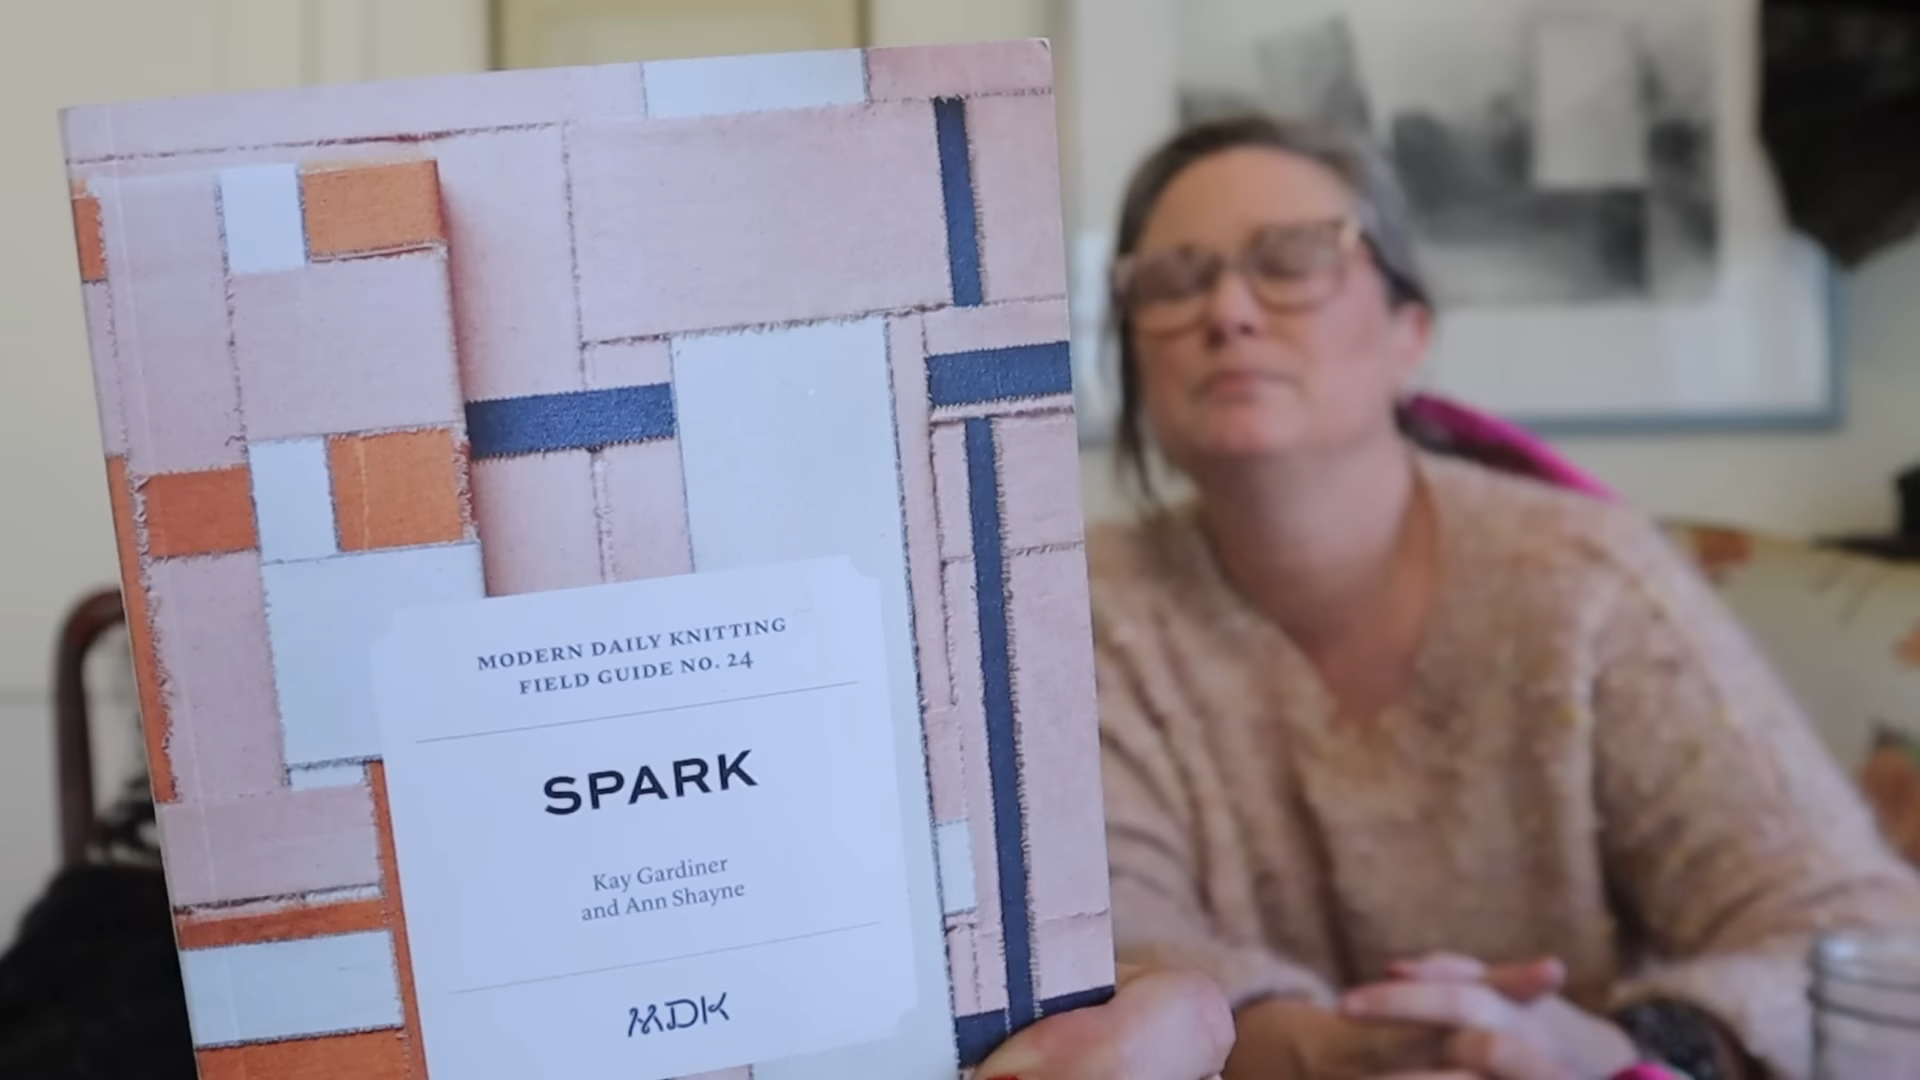 MODERN DAILY KNITTING
FIELD GUIDE NO. 24
SPARK
Kay Gardiner
and Ann Shayne
MDK